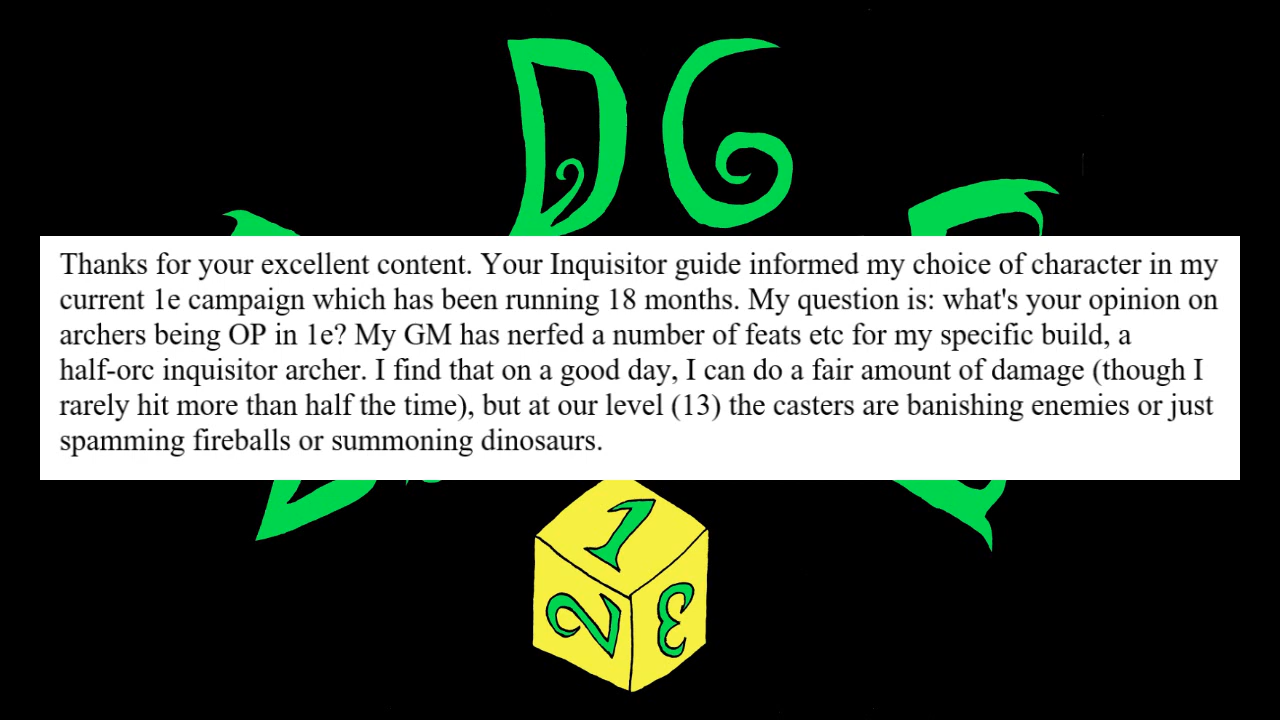 DG
Thanks for your excellent content. Your Inquisitor guide informed my choice of character in my
current 1e campaign which has been running 18 months. My question is: what's your opinion on
archers being OP in 1e? My GM has nerfed a number of feats etc for my specific build, a
half-orc inquisitor archer. I find that on a good day, I can do a fair amount of damage (though I
rarely hit more than half the time), but at our level (13) the casters are banishing enemies or just
spamming fireballs or summoning dinosaurs.
1
2 3